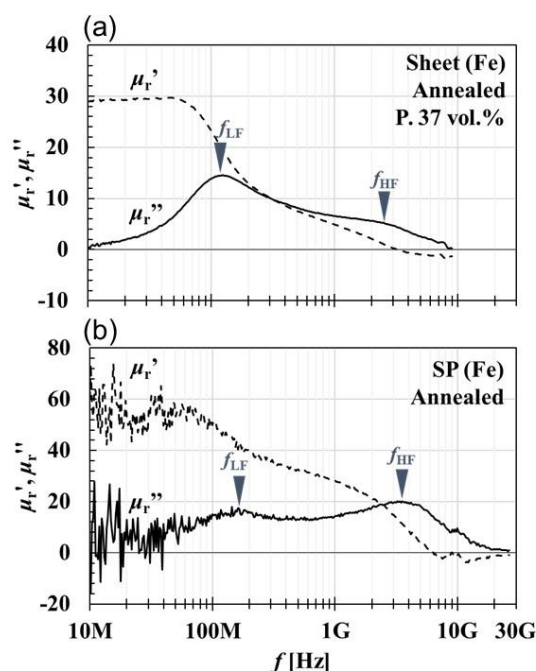 (a)
40
30
20
10
0
-10
μr', μr"
μr'
μr"
fLF
fHF
Sheet (Fe)
Annealed
P. 37 vol.%
(b)
80
60
40
20
0
-20
μr', μr"
μr'
μr"
fLF
fHF
SP (Fe)
Annealed
10M 100M 1G 10G 30G
f [Hz]